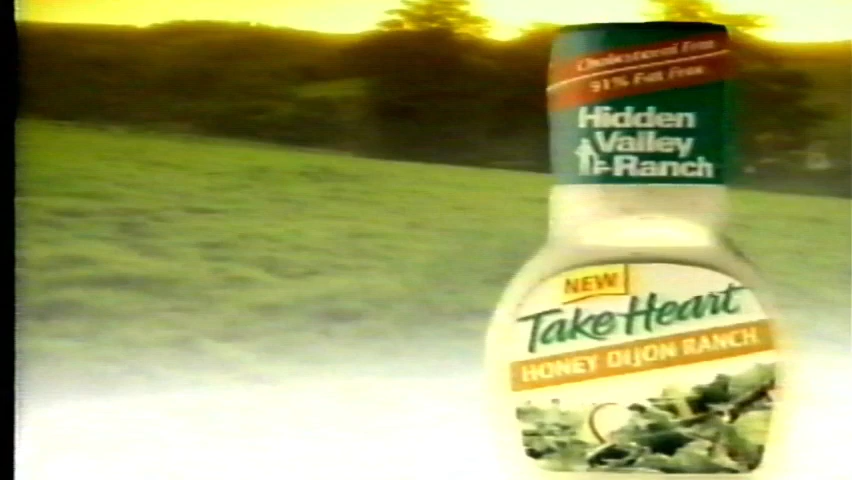 Cholesterol Free
91% Fat Free
Hidden
Valley
Ranch
NEW
Take Heart
HONEY DIJON RANCH